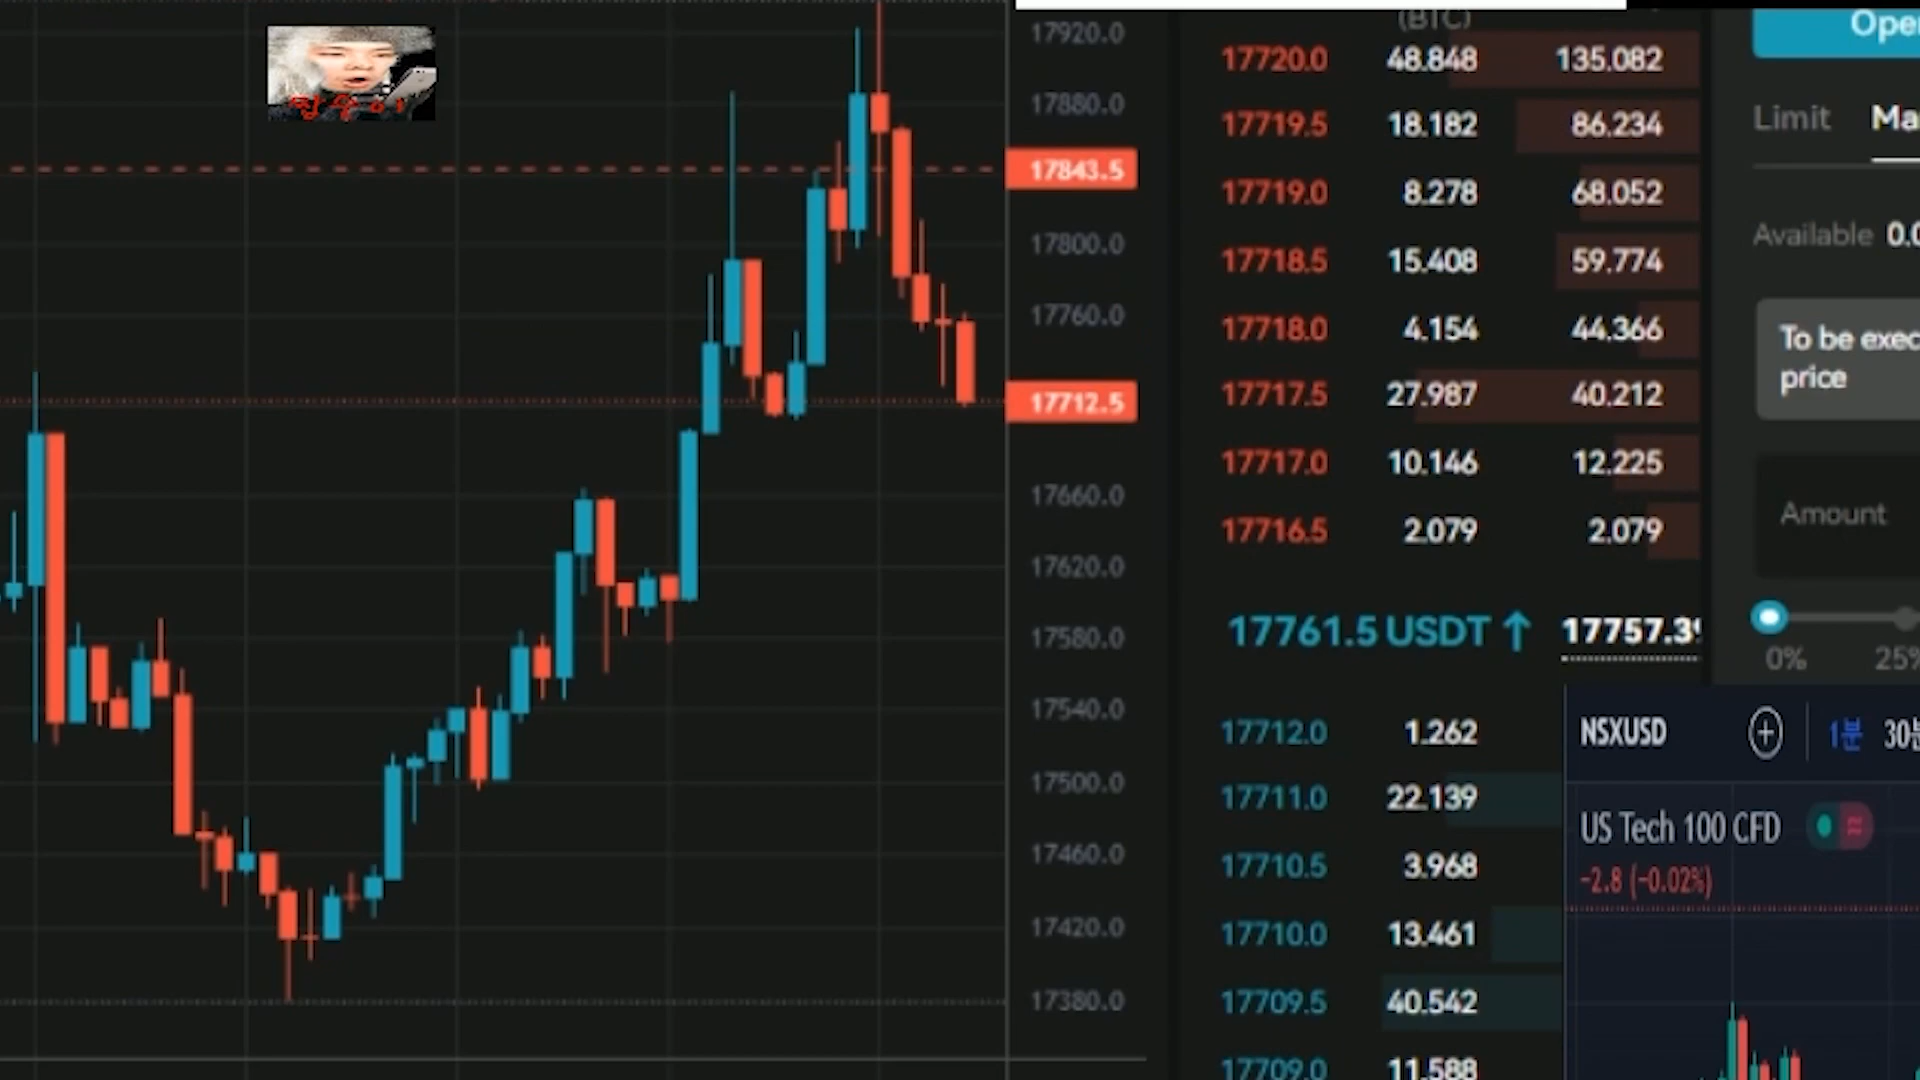 17920.0
17880.0
17843.5
17800.0
17760.0
17712.5
17660.0
17620.0
17580.0
17540.0
17500.0
17460.0
17420.0
17380.0
(BTC)
17720.0 48.848 135.082
17719.5 18.182 86.234
17719.0 8.278 68.052
17718.5 15.408 59.774
17718.0 4.154 44.366
17717.5 27.987 40.212
17717.0 10.146 12.225
17716.5 2.079 2.079
17761.5 USDT ↑ 17757.3
17712.0 1.262
17711.0 22.139
17710.5 3.968
17710.0 13.461
17709.5 40.542
17709.0 11.588
Oper
Limit Ma
Available 0.0
To be exec
price
Amount
0% 25%
NSXUSD 1분 30분
US Tech 100 CFD
-2.8 (-0.02%)